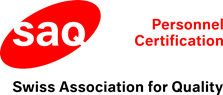 saq
Personnel
Certification
Swiss Association for Quality